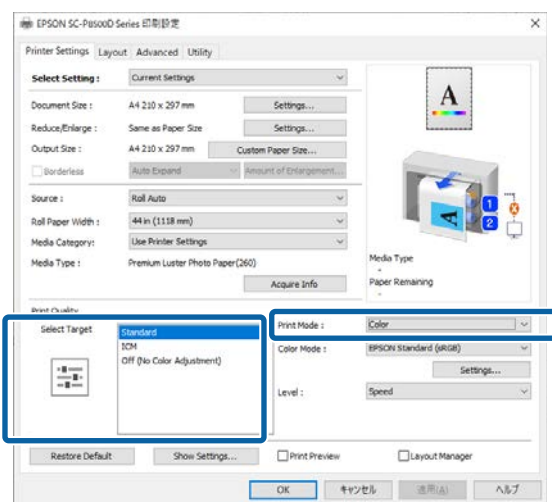 EPSON SC-P8500D Series 印刷設定
Printer Settings Layout Advanced Utility
Select Setting : Current Settings
Document Size : A4 210 x 297 mm Settings...
Reduce/Enlarge : Same as Paper Size Settings...
Output Size : A4 210 x 297 mm Custom Paper Size...
Borderless Auto Expand Amount of Enlargement...
Source : Roll Auto
Roll Paper Width : 44 in (1118 mm)
Media Category: Use Printer Settings
Media Type : Premium Luster Photo Paper(260)
Acquire Info
A
A
1
2
Media Type
-
Paper Remaining
-
Print Quality
Select Target
Standard
ICM
Off (No Color Adjustment)
Print Mode : Color
Color Mode : EPSON Standard (sRGB)
Settings...
Level : Speed
Restore Default Show Settings... Print Preview Layout Manager
OK キャンセル 適用(A) ヘルプ